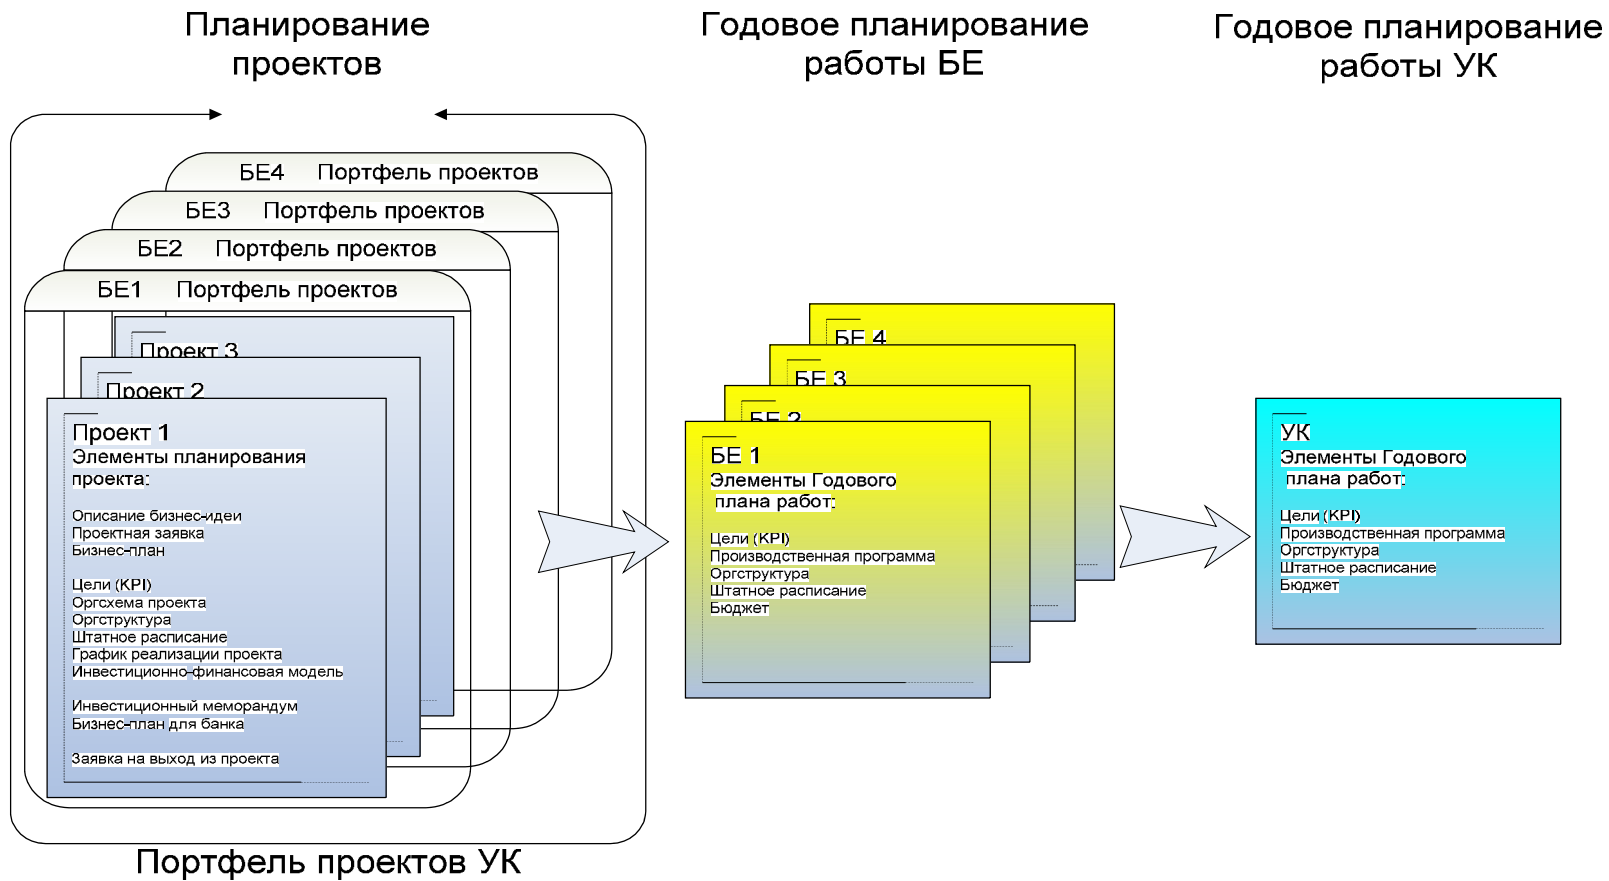 Планирование
проектов
Годовое планирование
работы БЕ
Годовое планирование
работы УК
БЕ4 Портфель проектов
БЕ3 Портфель проектов
БЕ2 Портфель проектов
БЕ1 Портфель проектов
Проект 3
Проект 2
Проект 1
Элементы планирования
проекта:
Описание бизнес-идеи
Проектная заявка
Бизнес-план
Цели (KPI)
Оргсхема проекта
Оргструктура
Штатное расписание
График реализации проекта
Инвестиционно-финансовая модель
Инвестиционный меморандум
Бизнес-план для банка
Заявка на выход из проекта
Портфель проектов УК
БЕ 4
БЕ 3
БЕ 2
БЕ 1
Элементы Годового
плана работ:
Цели (KPI)
Производственная программа
Оргструктура
Штатное расписание
Бюджет
УК
Элементы Годового
плана работ:
Цели (KPI)
Производственная программа
Оргструктура
Штатное расписание
Бюджет